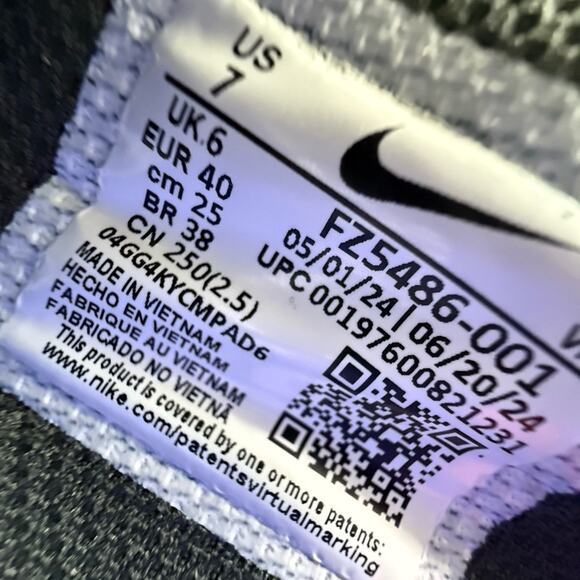 US
7
UK.6
EUR 40
cm 25
BR 38
CN 250(2.5)
04GG4KYCMPAD6
FZ5486-001
05/01/24 | 06/20/24
UPC 00197600821231
MADE IN VIETNAM
HECHO EN VIETNAM
FABRIQUE AU VIETNAM
FABRICADO NO VIETNÃ
This product is covered by one or more patents:
www.nike.com/patentsvirtualmarking